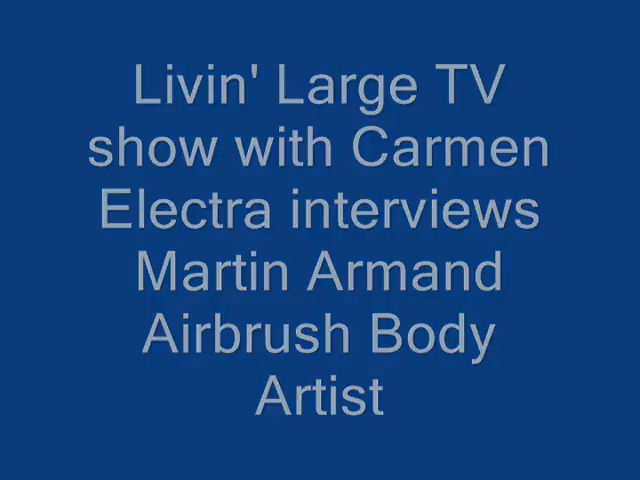 Livin' Large TV
show with Carmen
Electra interviews
Martin Armand
Airbrush Body
Artist